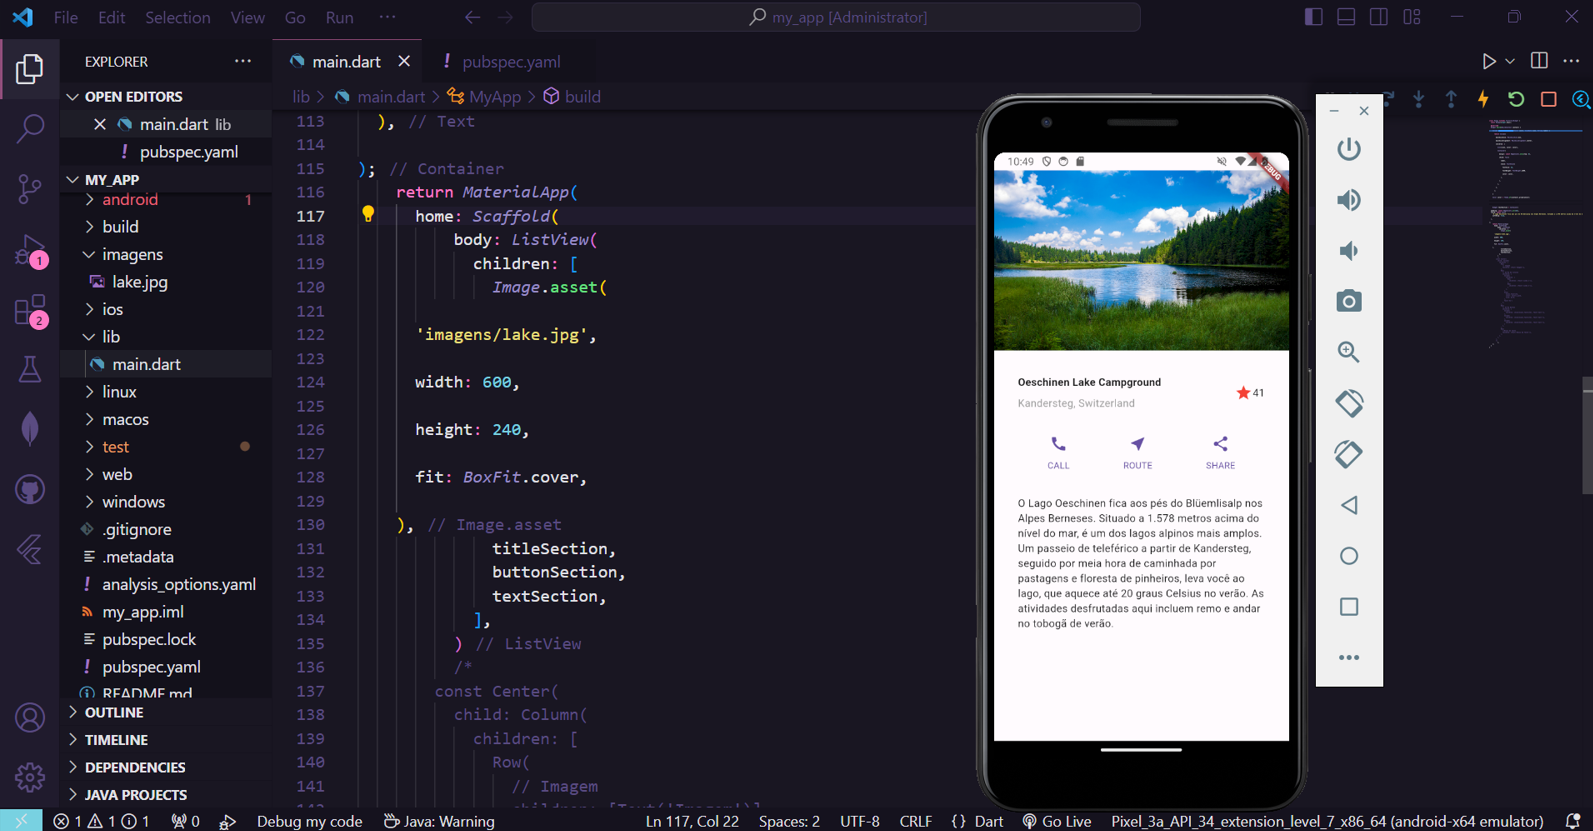 File Edit Selection View Go Run ···
my_app [Administrator]
EXPLORER ···
main.dart
! pubspec.yaml
lib > main.dart > MyApp > build
OPEN EDITORS
main.dart lib
! pubspec.yaml
MY_APP
android 1
build
imagens
lake.jpg
ios
lib
main.dart
linux
macos
test
web
windows
.gitignore
.metadata
! analysis_options.yaml
my_app.iml
pubspec.lock
! pubspec.yaml
README.md
OUTLINE
TIMELINE
DEPENDENCIES
JAVA PROJECTS
1
2
113 ), // Text
114
115 ); // Container
116 return MaterialApp(
117 home: Scaffold(
118 body: ListView(
119 children: [
120 Image.asset(
121
122 'imagens/lake.jpg',
123
124 width: 600,
125
126 height: 240,
127
128 fit: BoxFit.cover,
129
130 ), // Image.asset
131 titleSection,
132 buttonSection,
133 textSection,
134 ],
135 ) // ListView
136 /*
137 const Center(
138 child: Column(
139 children: [
140 Row(
141 // Imagem
142 children: [Text('Imagem')]
10:49
DEBUG
Oeschinen Lake Campground
Kandersteg, Switzerland
41
CALL ROUTE SHARE
O Lago Oeschinen fica aos pés do Blüemlisalp nos
Alpes Berneses. Situado a 1.578 metros acima do
nível do mar, é um dos lagos alpinos mais amplos.
Um passeio de teleférico a partir de Kandersteg,
seguido por meia hora de caminhada por
pastagens e floresta de pinheiros, leva você ao
lago, que aquece até 20 graus Celsius no verão. As
atividades desfrutadas aqui incluem remo e andar
no tobogã de verão.
1 1 1 0 Debug my code Java: Warning Ln 117, Col 22 Spaces: 2 UTF-8 CRLF {} Dart Go Live Pixel_3a_API_34_extension_level_7_x86_64 (android-x64 emulator)